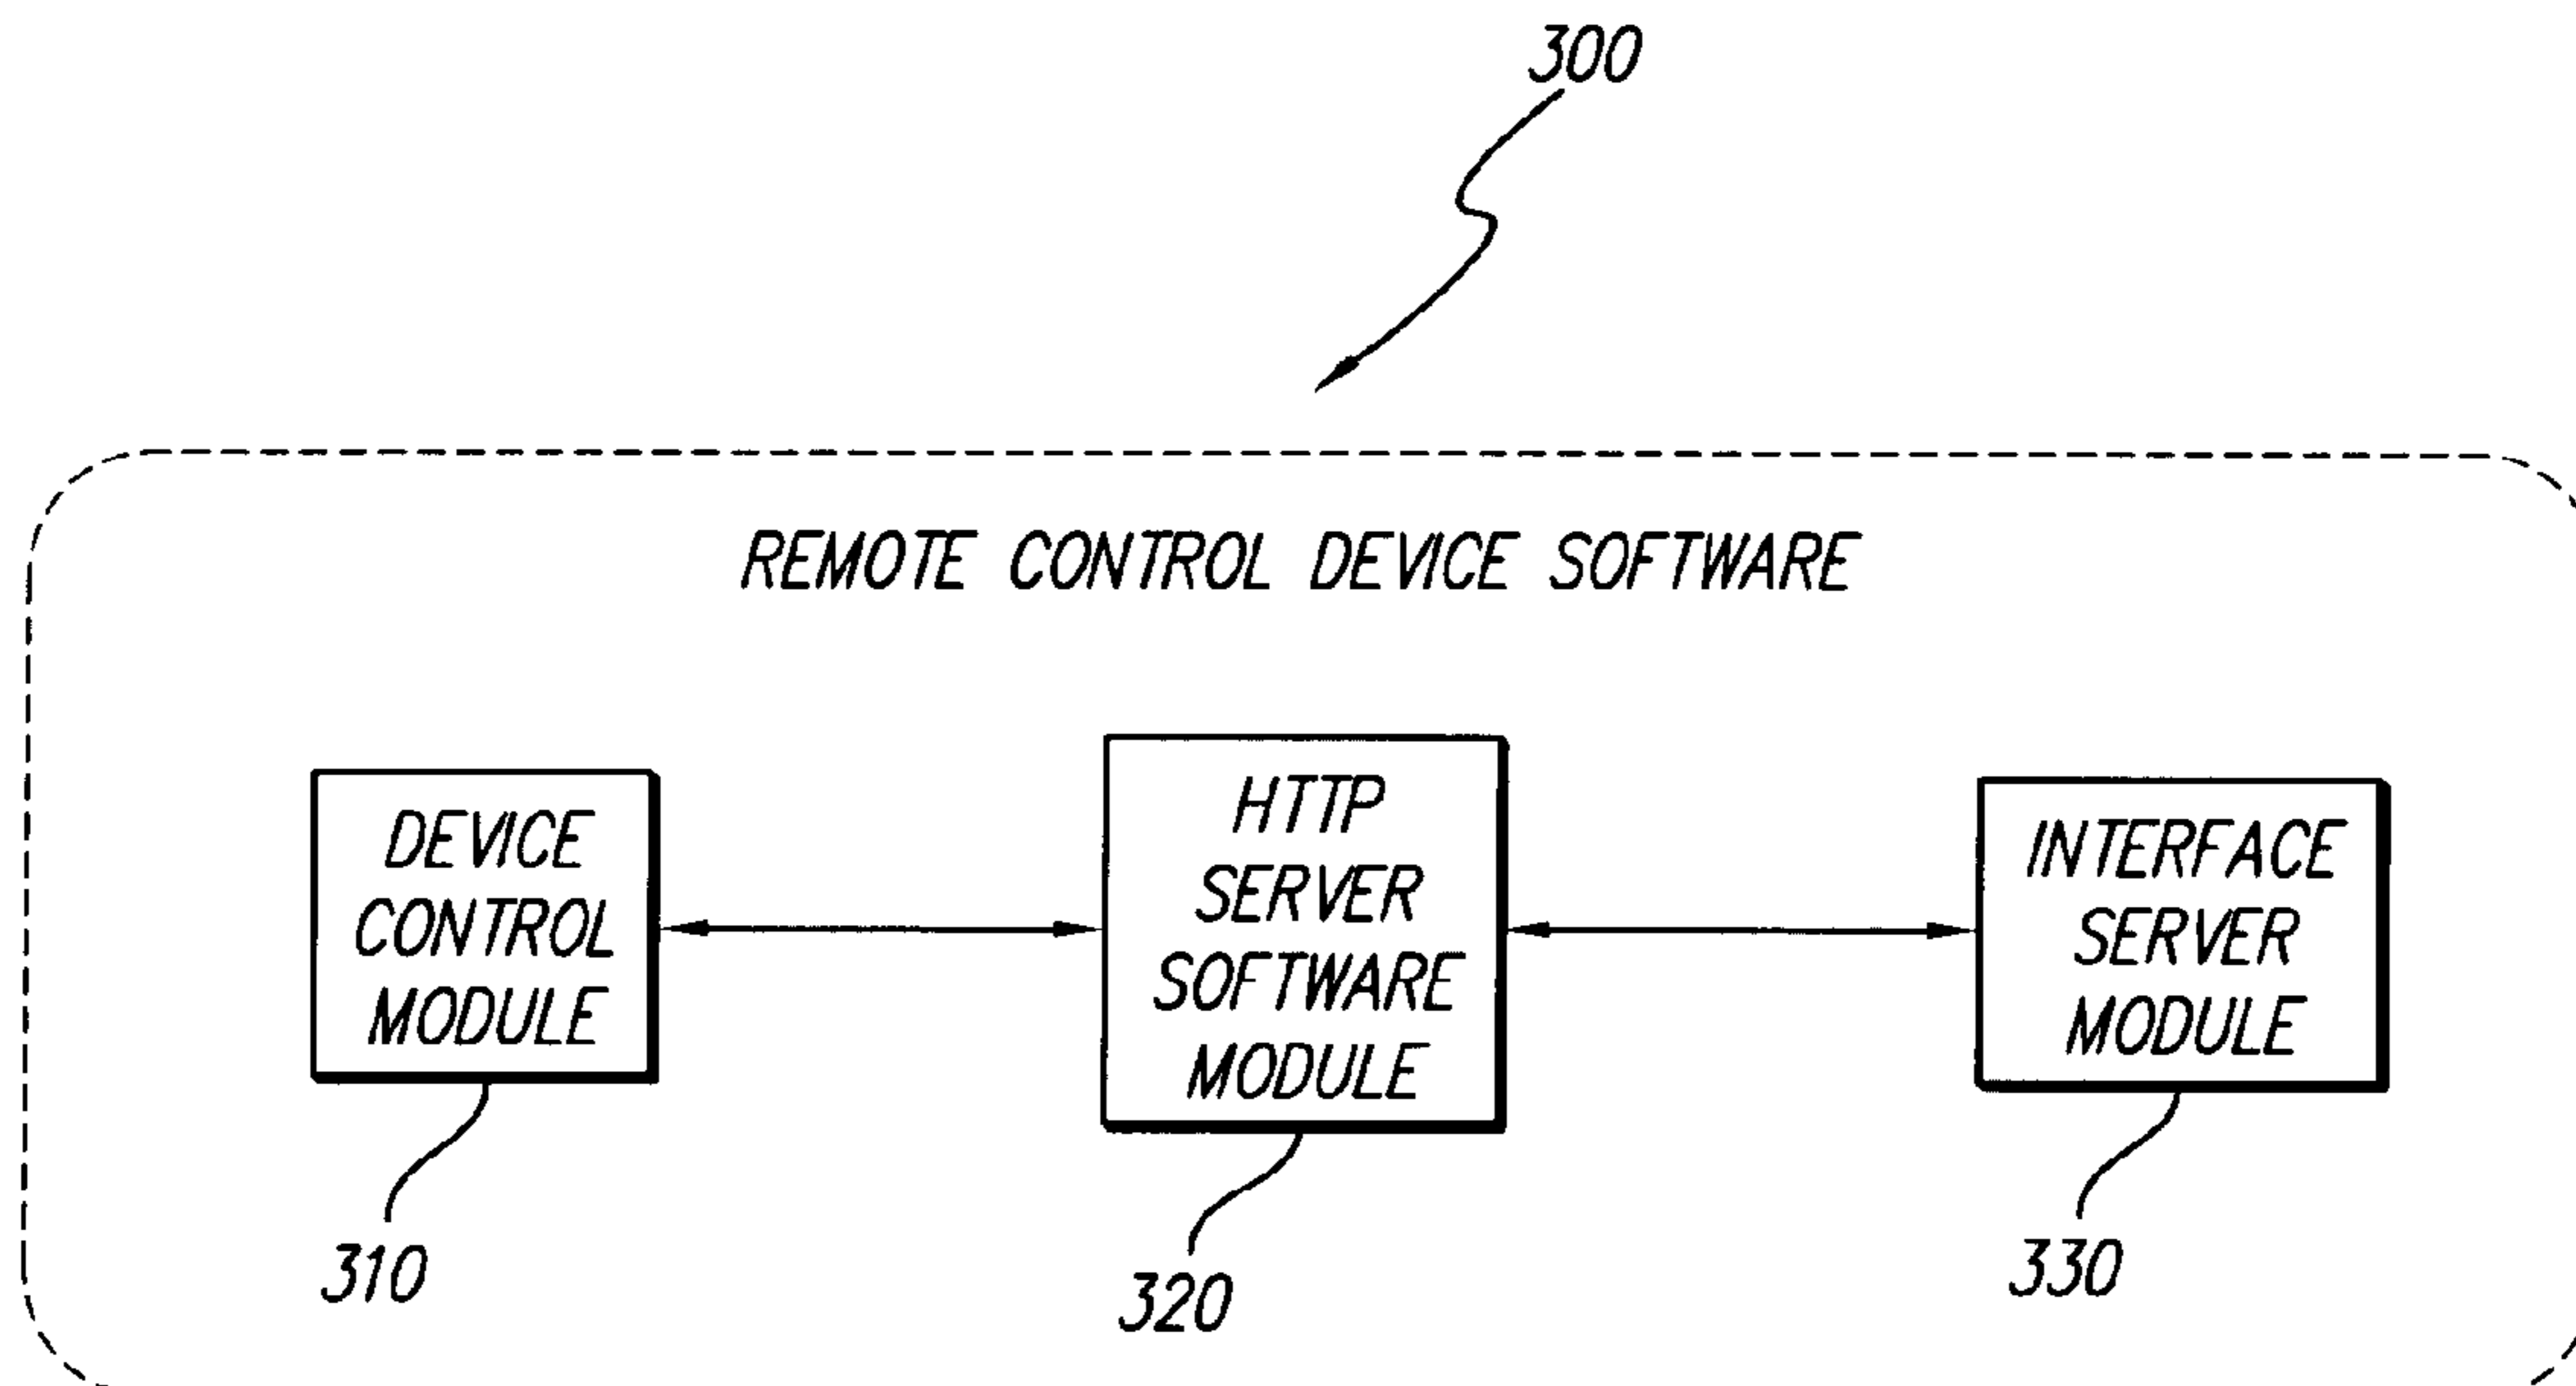 300
REMOTE CONTROL DEVICE SOFTWARE
DEVICE
CONTROL
MODULE
310
HTTP
SERVER
SOFTWARE
MODULE
320
INTERFACE
SERVER
MODULE
330